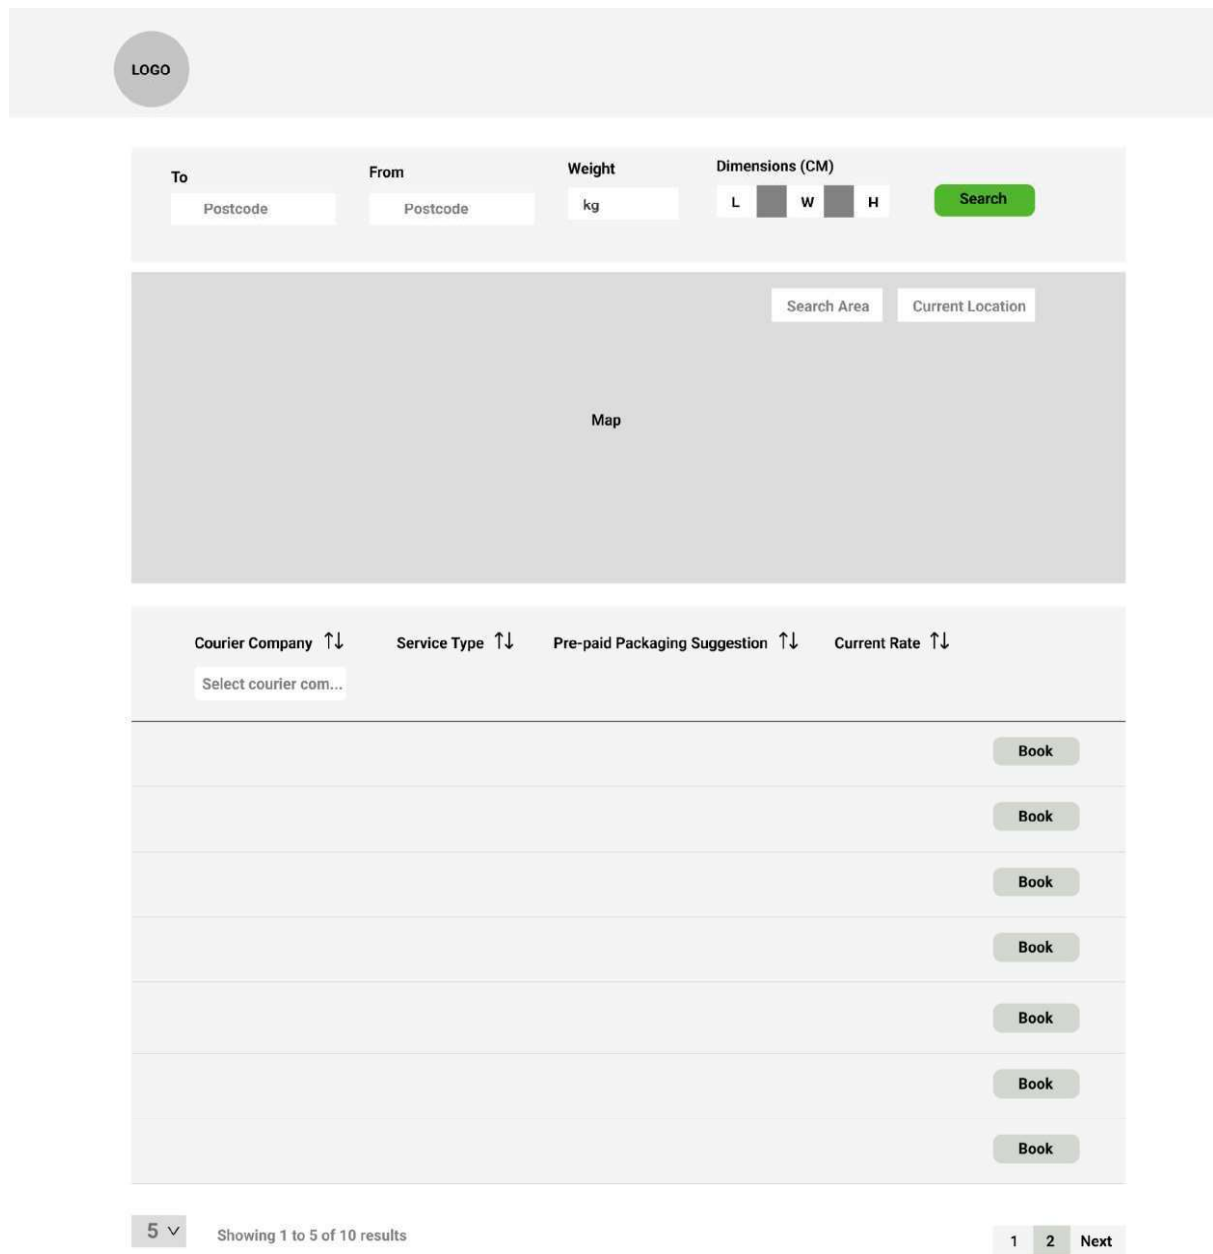 LOGO
To From Weight Dimensions (CM)
Postcode Postcode kg L W H Search
Search Area Current Location
Map
Courier Company ↑↓ Service Type ↑↓ Pre-paid Packaging Suggestion ↑↓ Current Rate ↑↓
Select courier com...
Book
Book
Book
Book
Book
Book
Book
5 Showing 1 to 5 of 10 results 1 2 Next